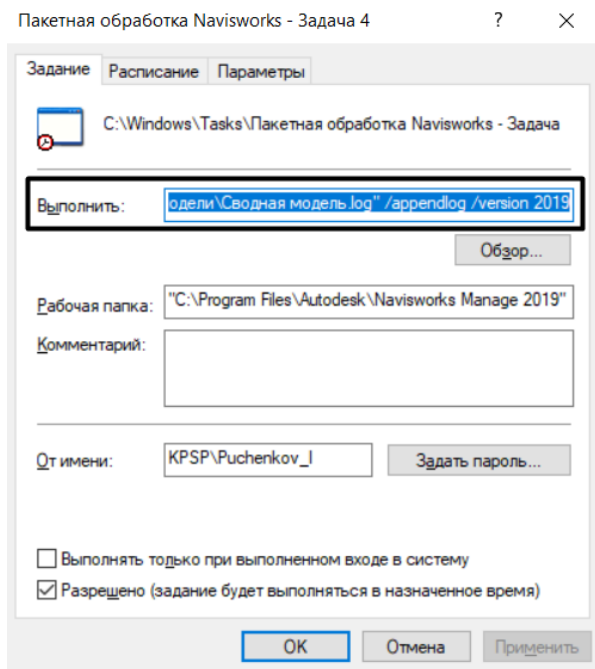 Пакетная обработка Navisworks - Задача 4 ? ×
Задание Расписание Параметры
C:\Windows\Tasks\Пакетная обработка Navisworks - Задача
Выполнить: одели\Сводная модель.log" /appendlog /version 2019
Обзор...
Рабочая папка: "C:\Program Files\Autodesk\Navisworks Manage 2019"
Комментарий:
От имени: KPSP\Puchenkov_I Задать пароль...
Выполнять только при выполненном входе в систему
Разрешено (задание будет выполняться в назначенное время)
OK Отмена Применить